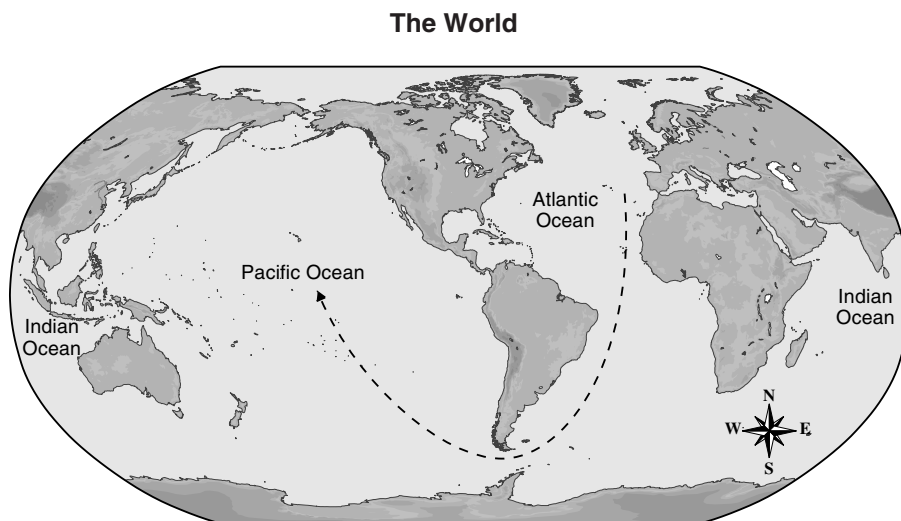 The World
Atlantic
Ocean
Pacific Ocean
Indian
Ocean
Indian
Ocean
N
W
E
S